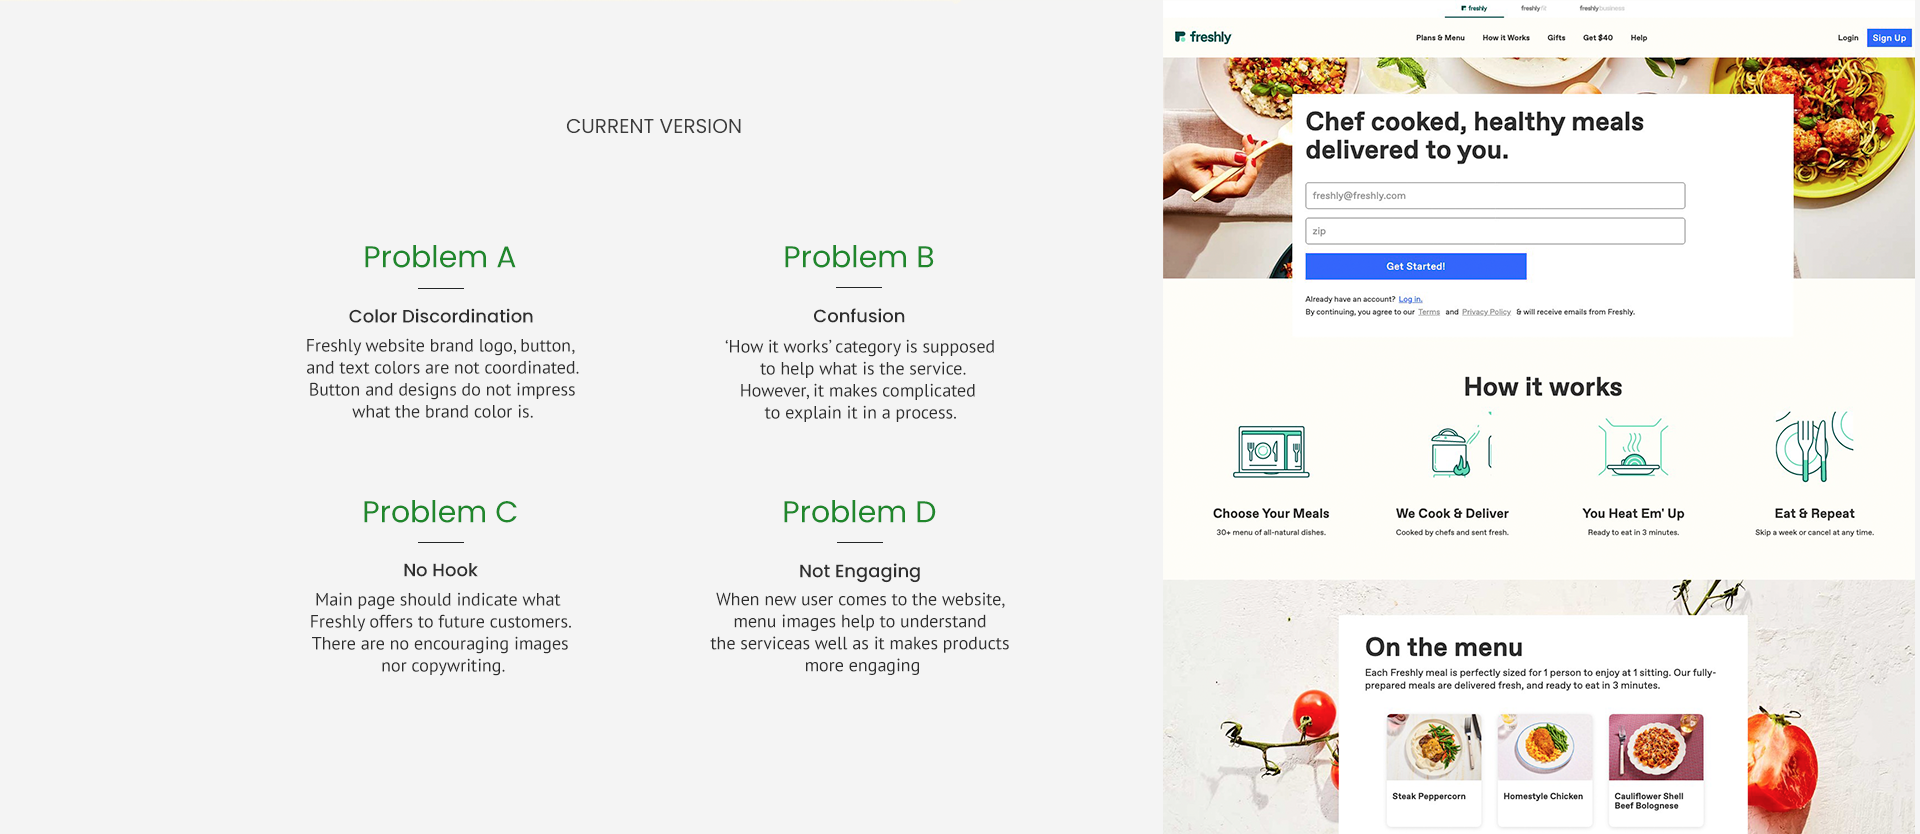 CURRENT VERSION
Problem A
Color Discordination
Freshly website brand logo, button,
and text colors are not coordinated.
Button and designs do not impress
what the brand color is.
Problem B
Confusion
‘How it works’ category is supposed
to help what is the service.
However, it makes complicated
to explain it in a process.
Problem C
No Hook
Main page should indicate what
Freshly offers to future customers.
There are no encouraging images
nor copywriting.
Problem D
Not Engaging
When new user comes to the website,
menu images help to understand
the serviceas well as it makes products
more engaging
freshly freshlyfit freshlybusiness
freshly Plans & Menu How it Works Gifts Get $40 Help Login Sign Up
Chef cooked, healthy meals
delivered to you.
freshly@freshly.com
zip
Get Started!
Already have an account? Log in.
By continuing, you agree to our Terms and Privacy Policy & will receive emails from Freshly.
How it works
Choose Your Meals
30+ menu of all-natural dishes.
We Cook & Deliver
Cooked by chefs and sent fresh.
You Heat Em' Up
Ready to eat in 3 minutes.
Eat & Repeat
Skip a week or cancel at any time.
On the menu
Each Freshly meal is perfectly sized for 1 person to enjoy at 1 sitting. Our fully-
prepared meals are delivered fresh, and ready to eat in 3 minutes.
Steak Peppercorn
Homestyle Chicken
Cauliflower Shell
Beef Bolognese